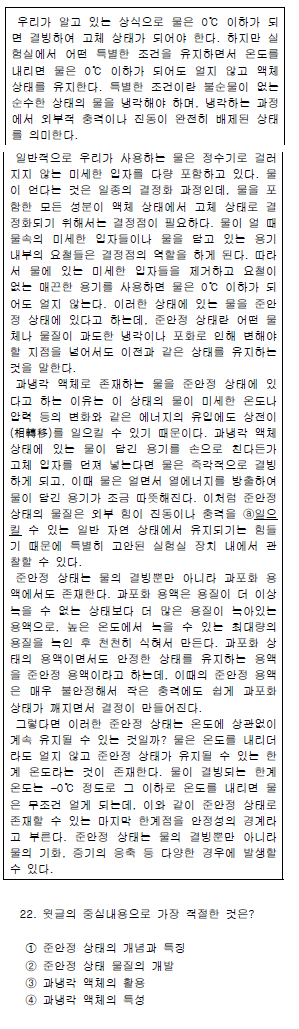 우리가 알고 있는 상식으로 물은 0℃ 이하가 되
면 결빙하여 고체 상태가 되어야 한다. 하지만 실
험실에서 어떤 특별한 조건을 유지하면서 온도를
내리면 물은 0℃ 이하가 되어도 얼지 않고 액체
상태를 유지한다. 특별한 조건이란 불순물이 없는
순수한 상태의 물을 냉각해야 하며, 냉각하는 과정
에서 외부적 충격이나 진동이 완전히 배제된 상태
를 의미한다.
일반적으로 우리가 사용하는 물은 정수기로 걸러
지지 않는 미세한 입자를 다량 포함하고 있다. 물
이 언다는 것은 일종의 결정화 과정인데, 물을 포
함한 모든 성분이 액체 상태에서 고체 상태로 결
정화되기 위해서는 결정점이 필요하다. 물이 얼 때
물속의 미세한 입자들이나 물을 담고 있는 용기
내부의 요철들은 결정점의 역할을 하게 된다. 따라
서 물에 있는 미세한 입자들을 제거하고 요철이
없는 매끈한 용기를 사용하면 물은 0℃ 이하가 되
어도 얼지 않는다. 이러한 상태에 있는 물을 준안
정 상태에 있다고 하는데, 준안정 상태란 어떤 물
체나 물질이 과도한 냉각이나 포화로 인해 변해야
할 지점을 넘어서도 이전과 같은 상태를 유지하는
것을 말한다.
과냉각 액체로 존재하는 물을 준안정 상태에 있
다고 하는 이유는 이 상태의 물이 미세한 온도나
압력 등의 변화와 같은 에너지의 유입에도 상전이
(相轉移)를 일으킬 수 있기 때문이다. 과냉각 액체
상태에 있는 물이 담긴 용기를 손으로 친다든가
고체 입자를 던져 넣는다면 물은 즉각적으로 결빙
하게 되고, 이때 물은 얼면서 열에너지를 방출하여
물이 담긴 용기가 조금 따뜻해진다. 이처럼 준안정
상태의 물질은 외부 힘이 진동이나 충격을 ⓐ일으
킬 수 있는 일반 자연 상태에서 유지되기는 힘들
기 때문에 특별히 고안된 실험실 장치 내에서 관
찰할 수 있다.
준안정 상태는 물의 결빙뿐만 아니라 과포화 용
액에서도 존재한다. 과포화 용액은 용질이 더 이상
녹을 수 없는 상태보다 더 많은 용질이 녹아있는
용액으로, 높은 온도에서 녹을 수 있는 최대량의
용질을 녹인 후 천천히 식혀서 만든다. 과포화 상
태의 용액이면서도 안정한 상태를 유지하는 용액
을 준안정 용액이라고 하는데, 이때의 준안정 용액
은 매우 불안정해서 작은 충격에도 쉽게 과포화
상태가 깨지면서 결정이 만들어진다.
그렇다면 이러한 준안정 상태는 온도에 상관없이
계속 유지될 수 있는 것일까? 물은 온도를 내리더
라도 얼지 않고 준안정 상태가 유지될 수 있는 한
계 온도라는 것이 존재한다. 물이 결빙되는 한계
온도는 -0℃ 정도로 그 이하로 온도를 내리면 물
은 무조건 얼게 되는데, 이와 같이 준안정 상태로
존재할 수 있는 마지막 한계점을 안정성의 경계라
고 부른다. 준안정 상태는 물의 결빙뿐만 아니라
물의 기화, 증기의 응축 등 다양한 경우에 발생할
수 있다.
22. 윗글의 중심내용으로 가장 적절한 것은?
① 준안정 상태의 개념과 특징
② 준안정 상태 물질의 개발
③ 과냉각 액체의 활용
④ 과냉각 액체의 특성